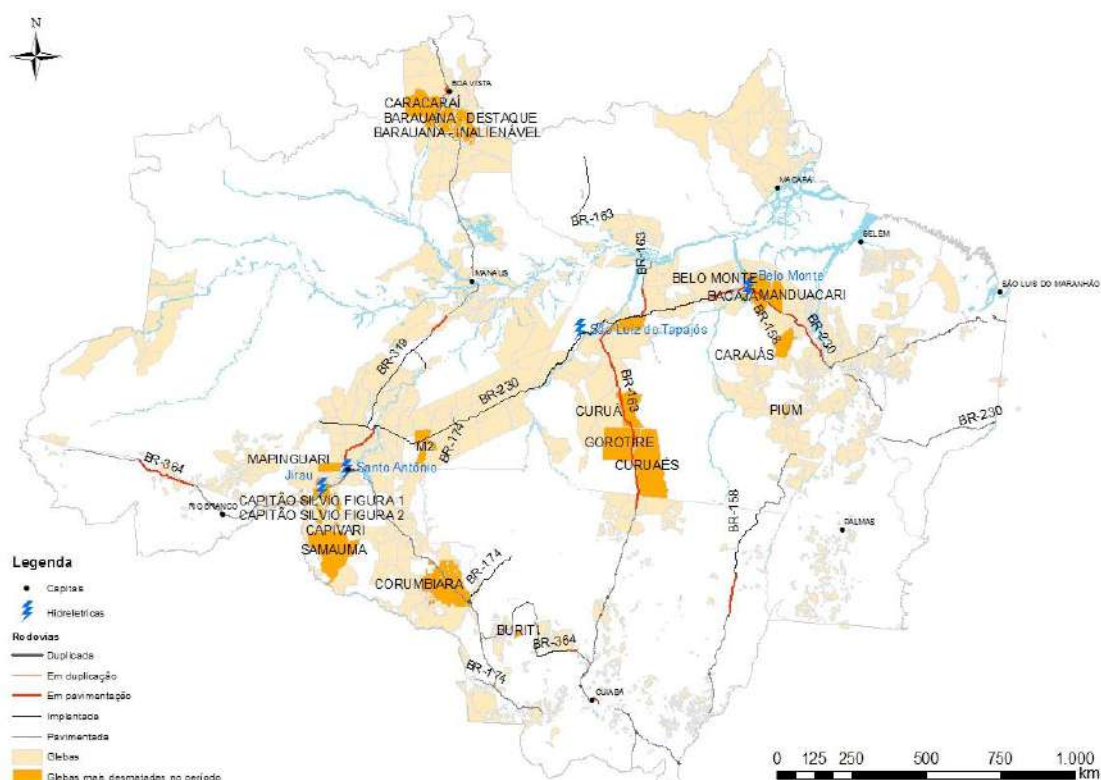 N
BOA VISTA
CARACARAÍ
BARAUANA - DESTAQUE
BARAUANA - INALIENÁVEL
MACAPÁ
BR-163
BELÉM
BR-163
MANAUS
BELO MONTE
Belo Monte
SÃO LUIS DO MARANHÃO
BACAJÁ
MANDUACARI
São Luiz do Tapajós
BR-319
BR-158
BR-230
CARAJÁS
BR-230
BR-163
CURUÁ
PIUM
BR-230
M2
BR-174
GOROTIRE
MAPINGUARI
CURUAÉS
Santo Antônio
BR-364
Jirau
RIO BRANCO
CAPITÃO SILVIO FIGURA 1
CAPITÃO SILVIO FIGURA 2
BR-158
PALMAS
CAPIVARI
SAMAUMA
CORUMBIARA
BR-174
BURITI
BR-364
BR-174
CUIABÁ
Legenda
Capitais
Hidrelétricas
Rodovias
Duplicada
Em duplicação
Em pavimentação
Implantada
Pavimentada
Glebas
Glebas mais desmatadas no período
0 125 250 500 750 1.000
km